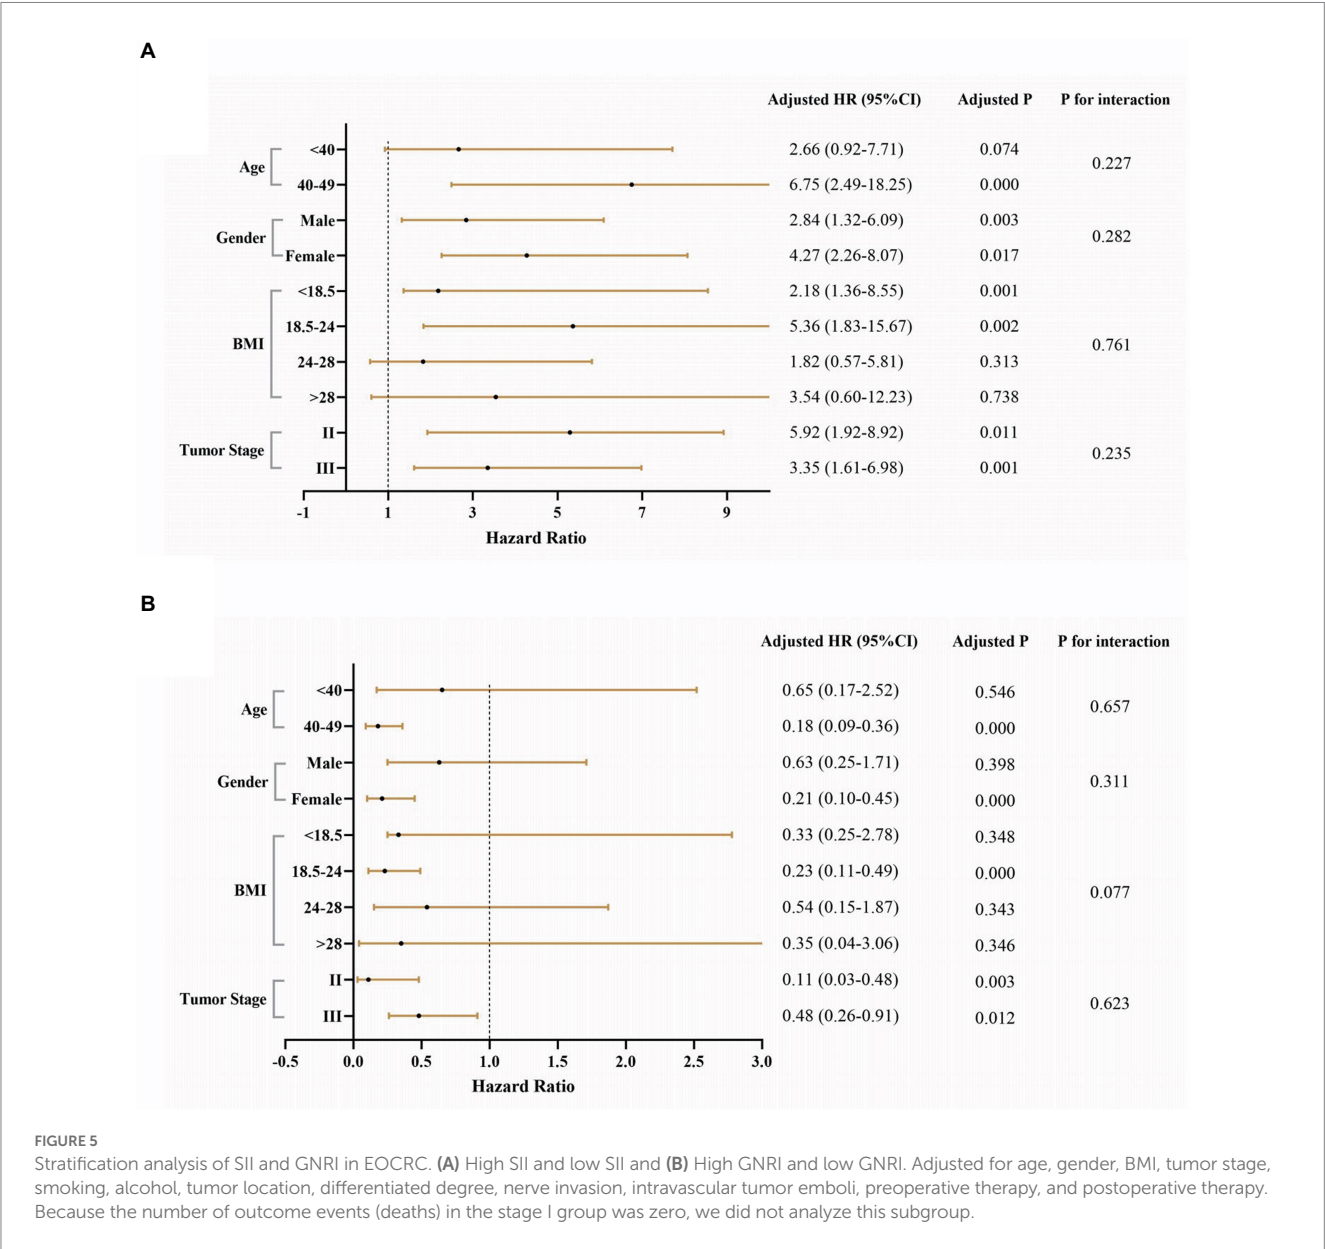 A
Adjusted HR (95%CI) Adjusted P P for interaction
<40 2.66 (0.92-7.71) 0.074
Age 0.227
40-49 6.75 (2.49-18.25) 0.000
Male 2.84 (1.32-6.09) 0.003
Gender 0.282
Female 4.27 (2.26-8.07) 0.017
<18.5 2.18 (1.36-8.55) 0.001
18.5-24 5.36 (1.83-15.67) 0.002
BMI 0.761
24-28 1.82 (0.57-5.81) 0.313
>28 3.54 (0.60-12.23) 0.738
II 5.92 (1.92-8.92) 0.011
Tumor Stage 0.235
III 3.35 (1.61-6.98) 0.001
-1 1 3 5 7 9
Hazard Ratio
B
Adjusted HR (95%CI) Adjusted P P for interaction
<40 0.65 (0.17-2.52) 0.546
Age 0.657
40-49 0.18 (0.09-0.36) 0.000
Male 0.63 (0.25-1.71) 0.398
Gender 0.311
Female 0.21 (0.10-0.45) 0.000
<18.5 0.33 (0.25-2.78) 0.348
18.5-24 0.23 (0.11-0.49) 0.000
BMI 0.077
24-28 0.54 (0.15-1.87) 0.343
>28 0.35 (0.04-3.06) 0.346
II 0.11 (0.03-0.48) 0.003
Tumor Stage 0.623
III 0.48 (0.26-0.91) 0.012
-0.5 0.0 0.5 1.0 1.5 2.0 2.5 3.0
Hazard Ratio
FIGURE 5
Stratification analysis of SII and GNRI in EOCRC. (A) High SII and low SII and (B) High GNRI and low GNRI. Adjusted for age, gender, BMI, tumor stage,
smoking, alcohol, tumor location, differentiated degree, nerve invasion, intravascular tumor emboli, preoperative therapy, and postoperative therapy.
Because the number of outcome events (deaths) in the stage I group was zero, we did not analyze this subgroup.